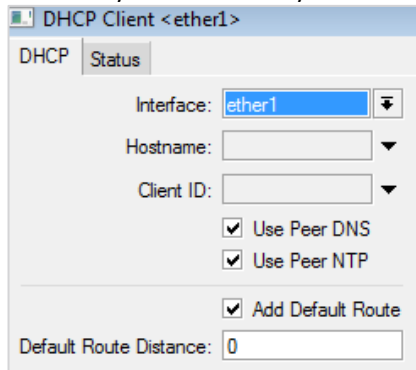 DHCP Client <ether1>
DHCP Status
Interface: ether1
Hostname:
Client ID:
Use Peer DNS
Use Peer NTP
Add Default Route
Default Route Distance: 0